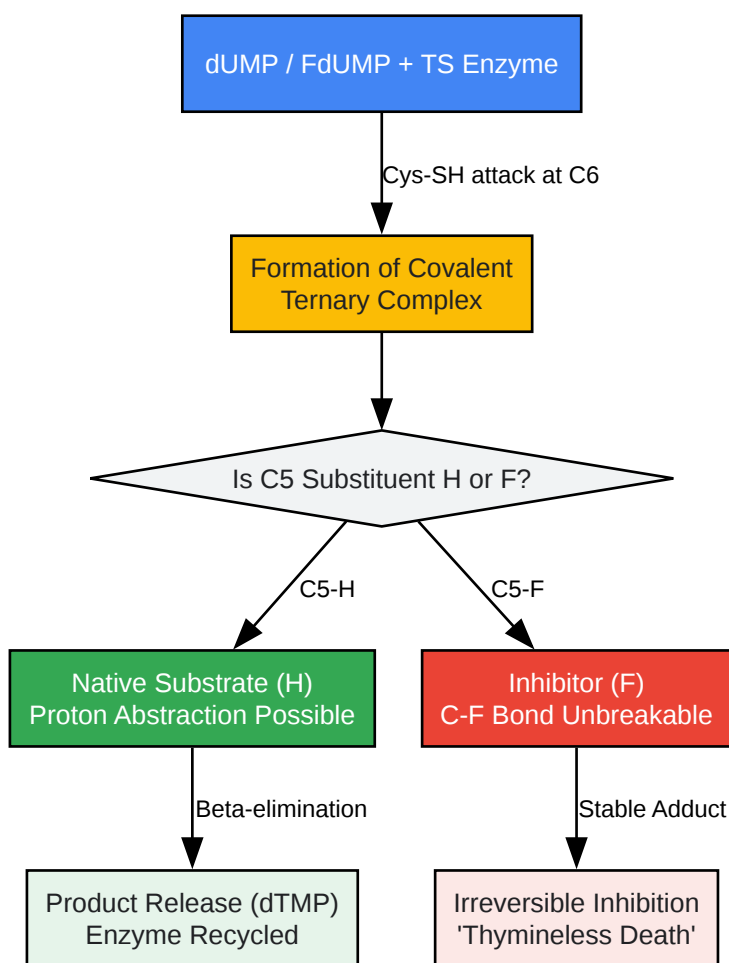 dUMP / FdUMP + TS Enzyme
Cys-SH attack at C6
Formation of Covalent
Ternary Complex
Is C5 Substituent H or F?
C5-H
C5-F
Native Substrate (H)
Proton Abstraction Possible
Inhibitor (F)
C-F Bond Unbreakable
Beta-elimination
Stable Adduct
Product Release (dTMP)
Enzyme Recycled
Irreversible Inhibition
'Thymineless Death'